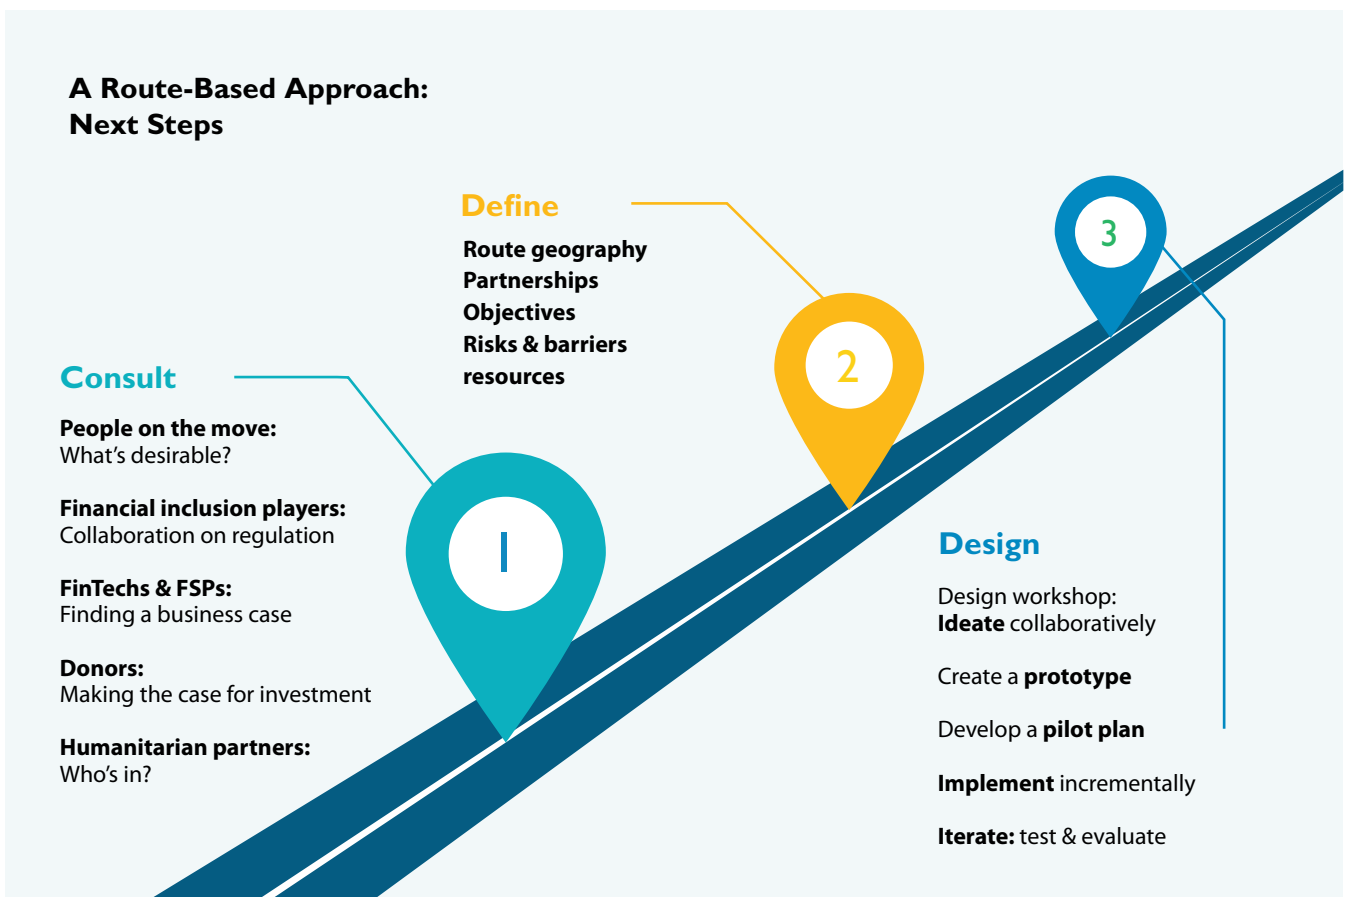 A Route-Based Approach:
Next Steps
Consult
People on the move:
What's desirable?
Financial inclusion players:
Collaboration on regulation
FinTechs & FSPs:
Finding a business case
Donors:
Making the case for investment
Humanitarian partners:
Who's in?
1
Define
Route geography
Partnerships
Objectives
Risks & barriers
resources
2
3
Design
Design workshop:
Ideate collaboratively
Create a prototype
Develop a pilot plan
Implement incrementally
Iterate: test & evaluate